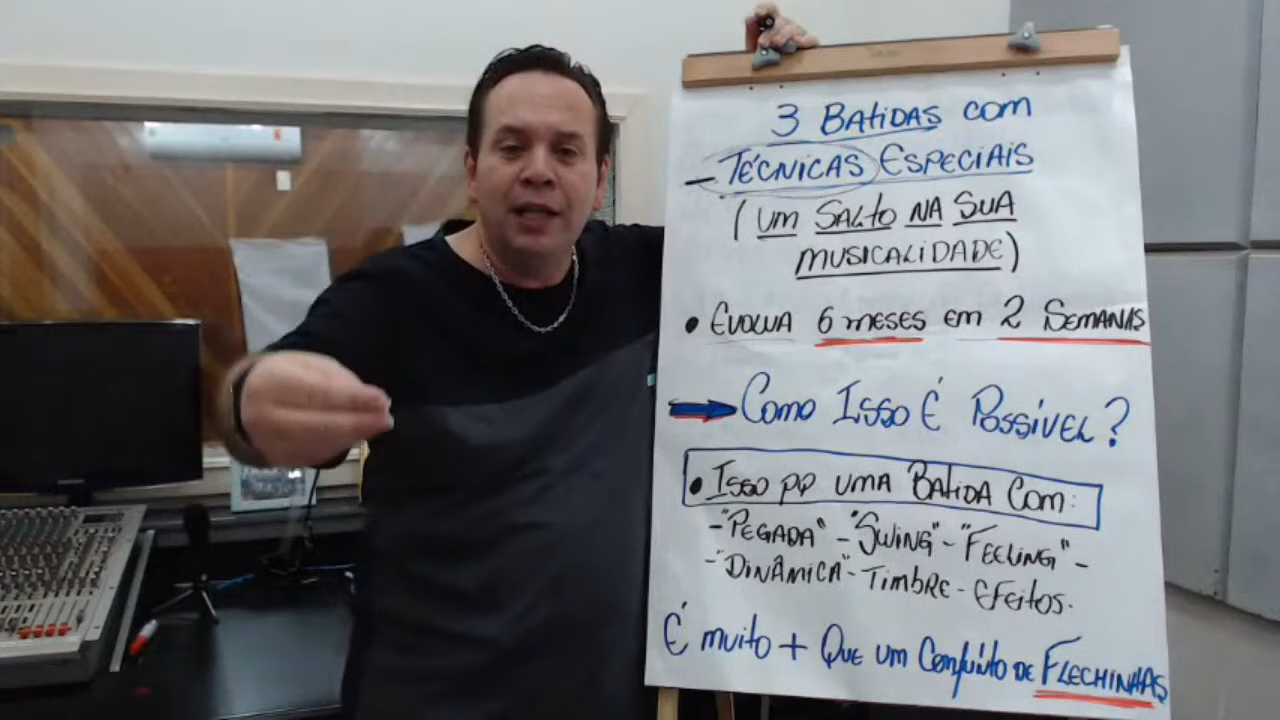 3 BATIDAS COM
- TÉCNICAS ESPECIAIS
(UM SALTO NA SUA
MUSICALIDADE)
• EVOLUA 6 MESES EM 2 SEMANAS
COMO ISSO É POSSÍVEL?
• ISSO PQ UMA BATIDA COM:
- "PEGADA" - "SWING" - "FEELING" -
- "DINÂMICA" - TIMBRE - EFEITOS.
É MUITO + QUE UM CONJUNTO DE FLECHINHAS